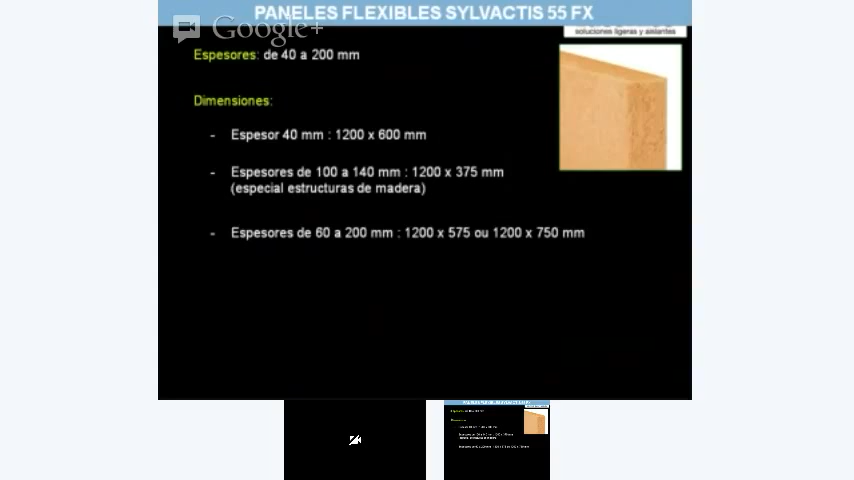 PANELES FLEXIBLES SYLVACTIS 55 FX
Google+
soluciones ligeras y aislantes
Espesores: de 40 a 200 mm
Dimensiones:
- Espesor 40 mm : 1200 x 600 mm
- Espesores de 100 a 140 mm : 1200 x 375 mm
(especial estructuras de madera)
- Espesores de 60 a 200 mm : 1200 x 575 ou 1200 x 750 mm